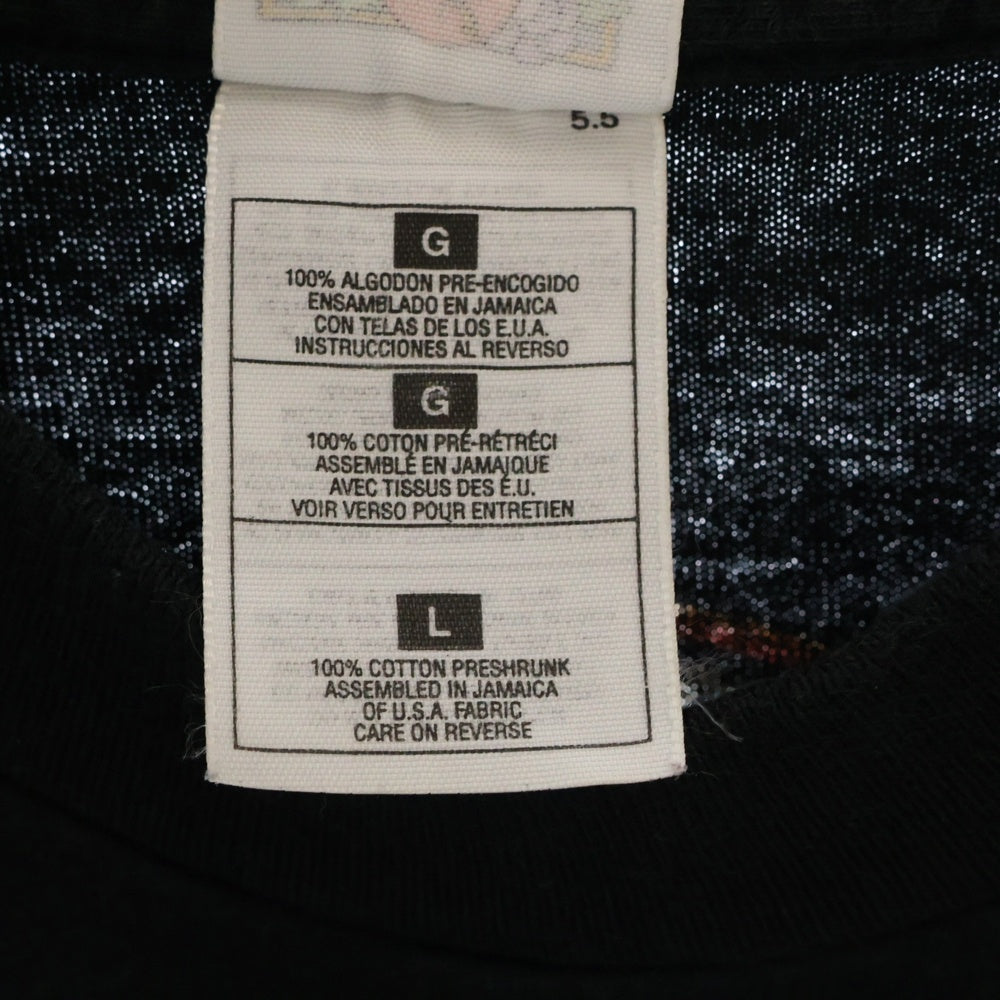 5.5
G
100% ALGODON PRE-ENCOGIDO
ENSAMBLADO EN JAMAICA
CON TELAS DE LOS E.U.A.
INSTRUCCIONES AL REVERSO
G
100% COTON PRÉ-RÉTRÉCI
ASSEMBLÉ EN JAMAIQUE
AVEC TISSUS DES É.U.
VOIR VERSO POUR ENTRETIEN
L
100% COTTON PRESHRUNK
ASSEMBLED IN JAMAICA
OF U.S.A. FABRIC
CARE ON REVERSE